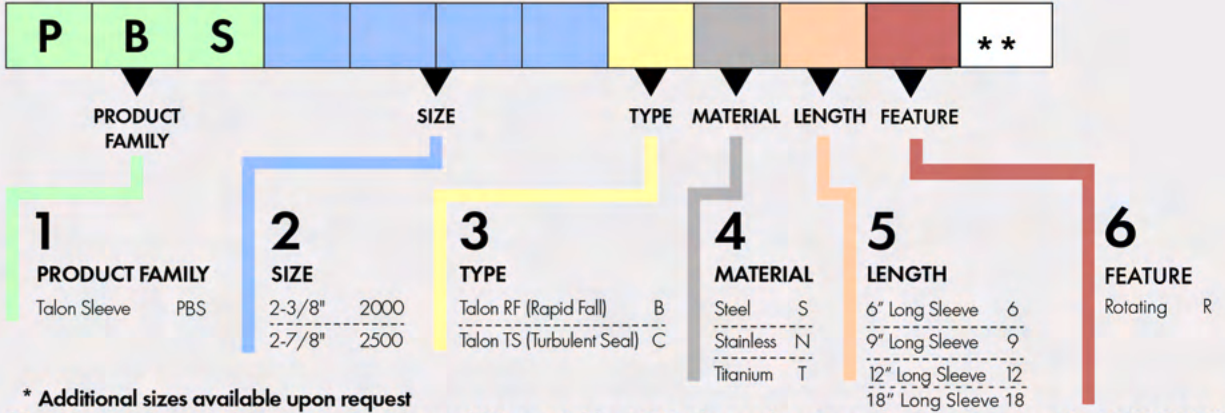 P B S **
PRODUCT FAMILY SIZE TYPE MATERIAL LENGTH FEATURE
1
PRODUCT FAMILY
Talon Sleeve PBS
2
SIZE
2-3/8" 2000
2-7/8" 2500
3
TYPE
Talon RF (Rapid Fall) B
Talon TS (Turbulent Seal) C
4
MATERIAL
Steel S
Stainless N
Titanium T
5
LENGTH
6" Long Sleeve 6
9" Long Sleeve 9
12" Long Sleeve 12
18" Long Sleeve 18
6
FEATURE
Rotating R
* Additional sizes available upon request